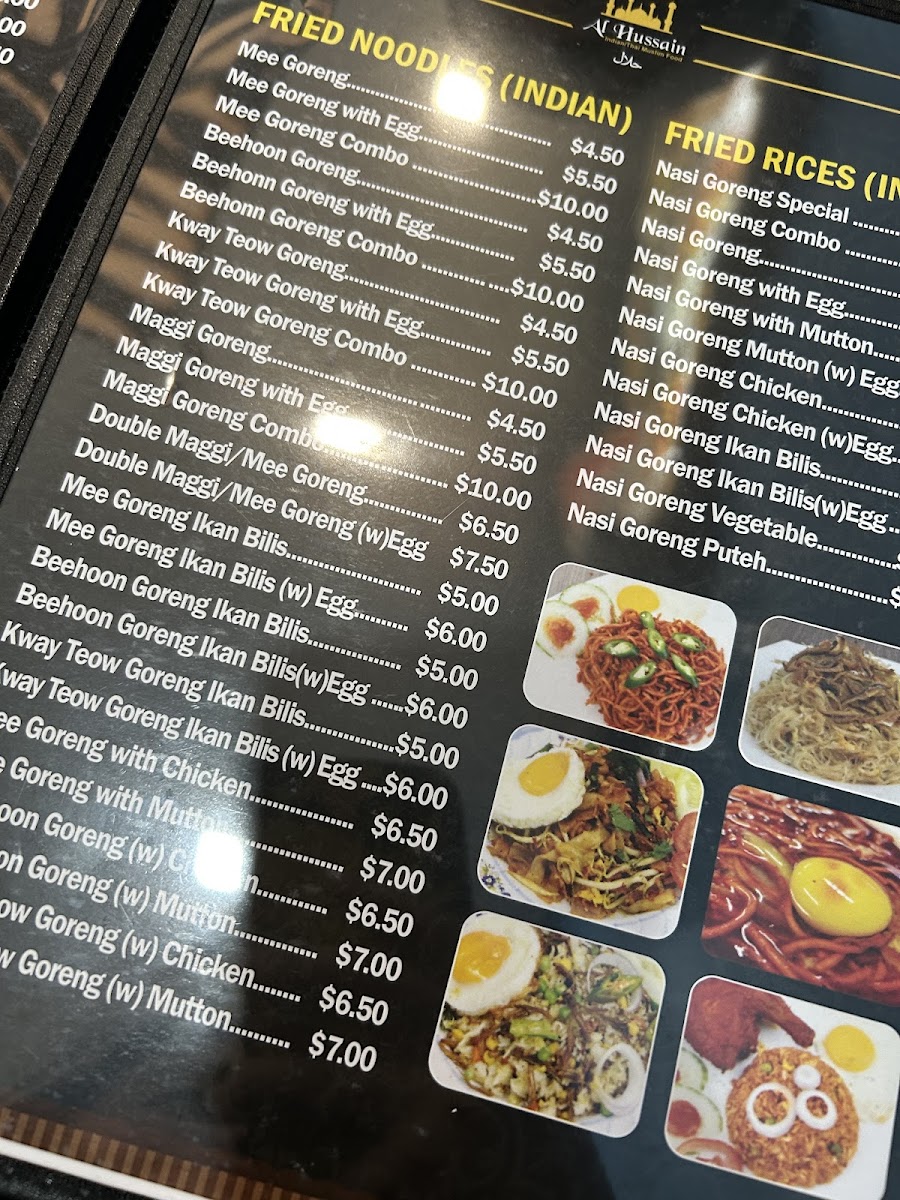 .00
.00
Al Hussain
Indian/Thai Muslim Food
حلال
FRIED NOODLES (INDIAN)
Mee Goreng............................ $4.50
Mee Goreng with Egg.................... $5.50
Mee Goreng Combo ....................$10.00
Beehoon Goreng....................... $4.50
Beehonn Goreng with Egg............. $5.50
Beehonn Goreng Combo .............$10.00
Kway Teow Goreng.................... $4.50
Kway Teow Goreng with Egg........... $5.50
Kway Teow Goreng Combo ........... $10.00
Maggi Goreng......................... $4.50
Maggi Goreng with Egg................ $5.50
Maggi Goreng Combo.................. $10.00
Double Maggi/Mee Goreng............. $6.50
Double Maggi/Mee Goreng (w)Egg $7.50
Mee Goreng Ikan Bilis................... $5.00
Mee Goreng Ikan Bilis (w) Egg.......... $6.00
Beehoon Goreng Ikan Bilis................ $5.00
Beehoon Goreng Ikan Bilis(w)Egg ......$6.00
Kway Teow Goreng Ikan Bilis...............$5.00
Kway Teow Goreng Ikan Bilis (w) Egg ....$6.00
ee Goreng with Chicken.................. $6.50
e Goreng with Mutton.................... $7.00
oon Goreng (w) C n............ $6.50
on Goreng (w) Mutton............... $7.00
ow Goreng (w) Chicken......... $6.50
w Goreng (w) Mutton........... $7.00
FRIED RICES (IN
Nasi Goreng Special ........
Nasi Goreng Combo ........
Nasi Goreng....................
Nasi Goreng with Egg........
Nasi Goreng with Mutton.....
Nasi Goreng Mutton (w) Egg
Nasi Goreng Chicken...........
Nasi Goreng Chicken (w)Egg..
Nasi Goreng Ikan Bilis...........
Nasi Goreng Ikan Bilis(w)Egg ..
Nasi Goreng Vegetable............
Nasi Goreng Puteh..................$